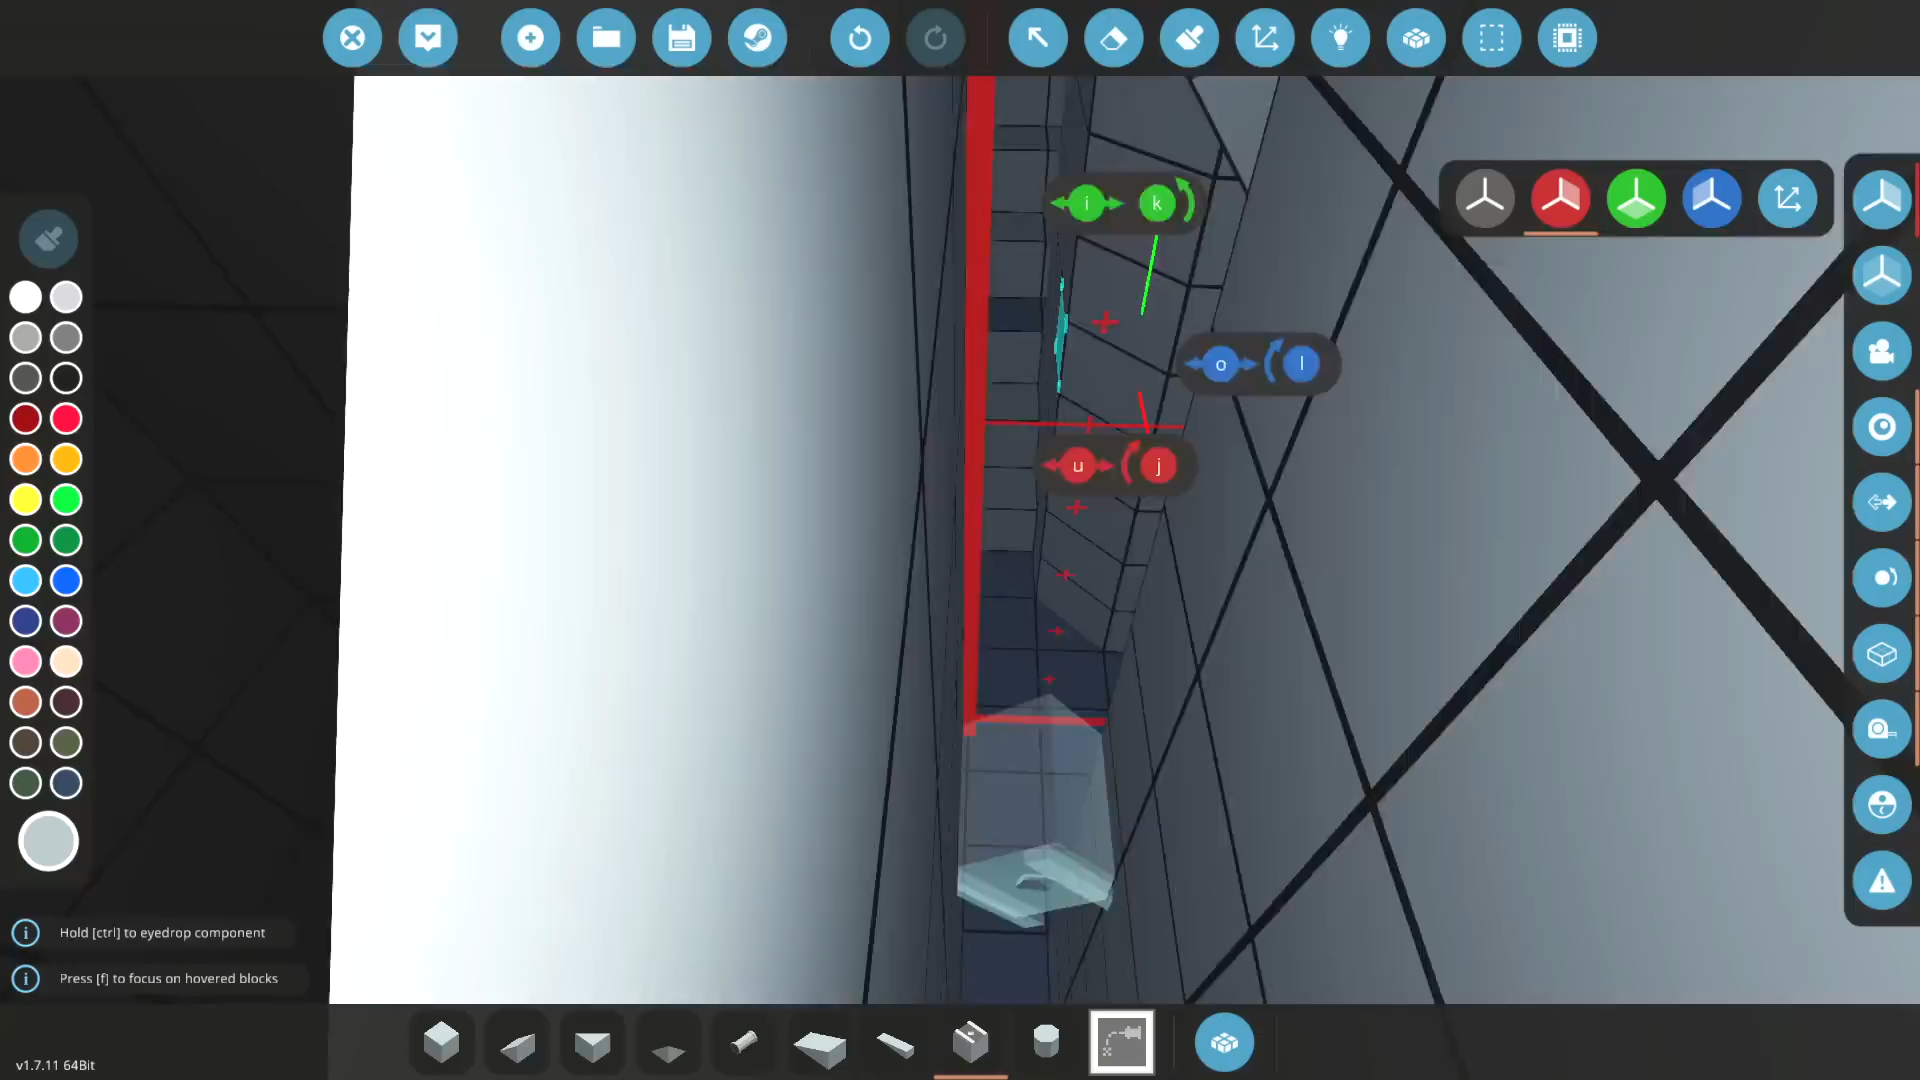 i k
o l
u j
Hold [ctrl] to eyedrop component
Press [f] to focus on hovered blocks
v1.7.11 64Bit